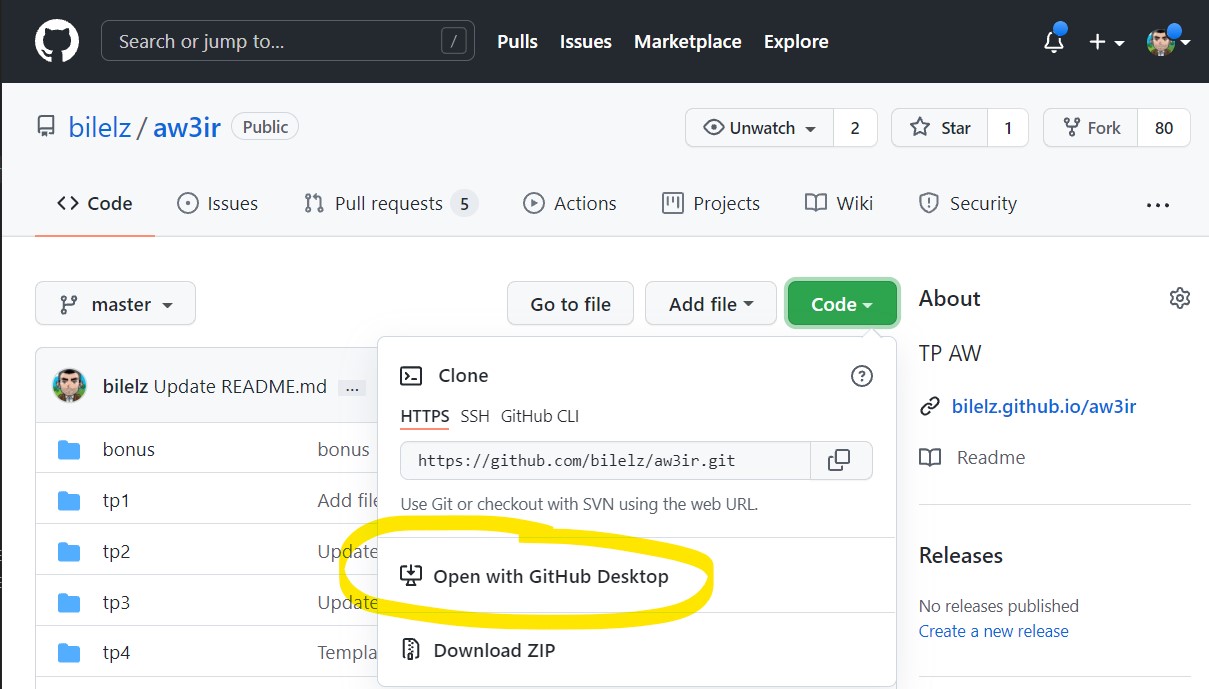 Search or jump to... / Pulls Issues Marketplace Explore
bilelz / aw3ir Public Unwatch 2 Star 1 Fork 80
Code Issues Pull requests 5 Actions Projects Wiki Security ...
master Go to file Add file Code About
TP AW
bilelz Update README.md ...
Clone
HTTPS SSH GitHub CLI
bilelz.github.io/aw3ir
bonus bonus
https://github.com/bilelz/aw3ir.git
Readme
tp1 Add file
Use Git or checkout with SVN using the web URL.
tp2 Update
Releases
Open with GitHub Desktop
tp3 Update
No releases published
Create a new release
tp4 Templa
Download ZIP